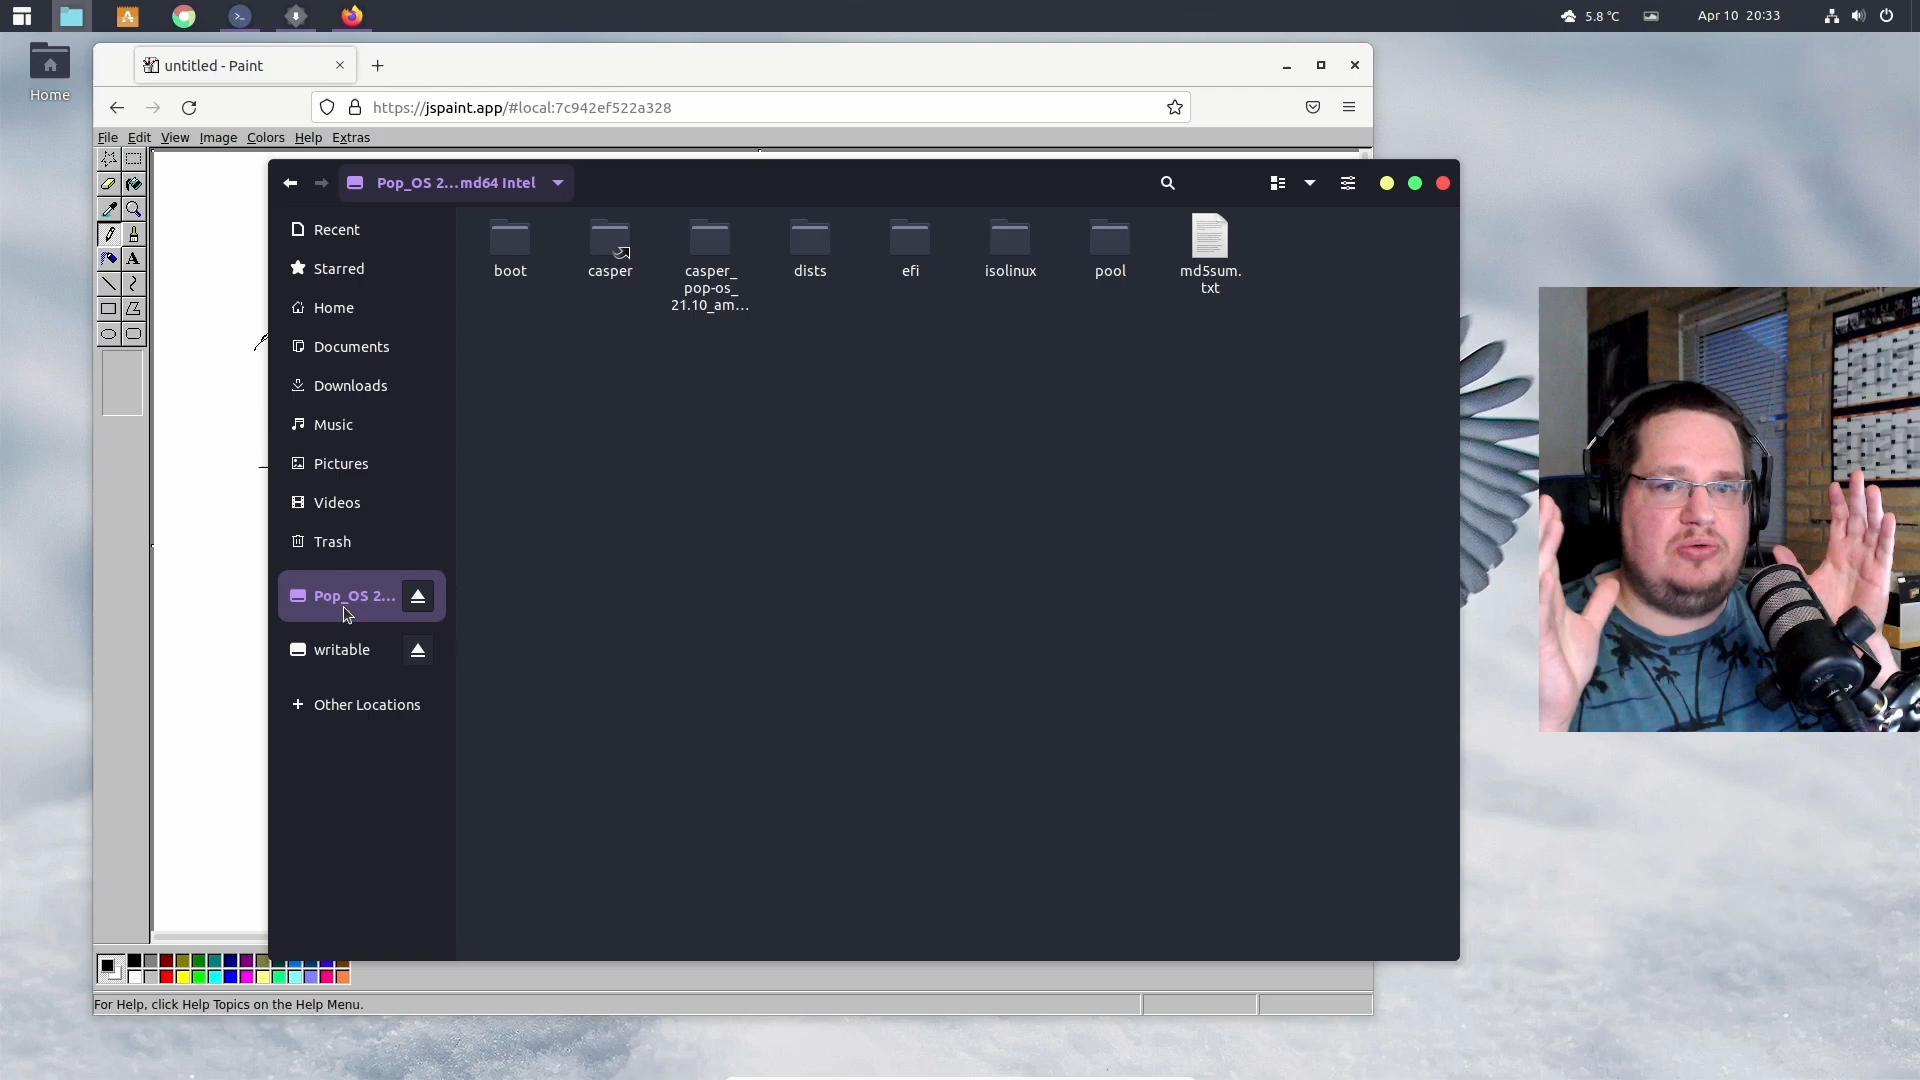 5.8 °C
Apr 10 20:33
Home
untitled - Paint
https://jspaint.app/#local:7c942ef522a328
File Edit View Image Colors Help Extras
Pop_OS 2...md64 Intel
Recent
Starred
Home
Documents
Downloads
Music
Pictures
Videos
Trash
Pop_OS 2...
writable
Other Locations
boot
casper
casper_
pop-os_
21.10_am...
dists
efi
isolinux
pool
md5sum.
txt
A
For Help, click Help Topics on the Help Menu.